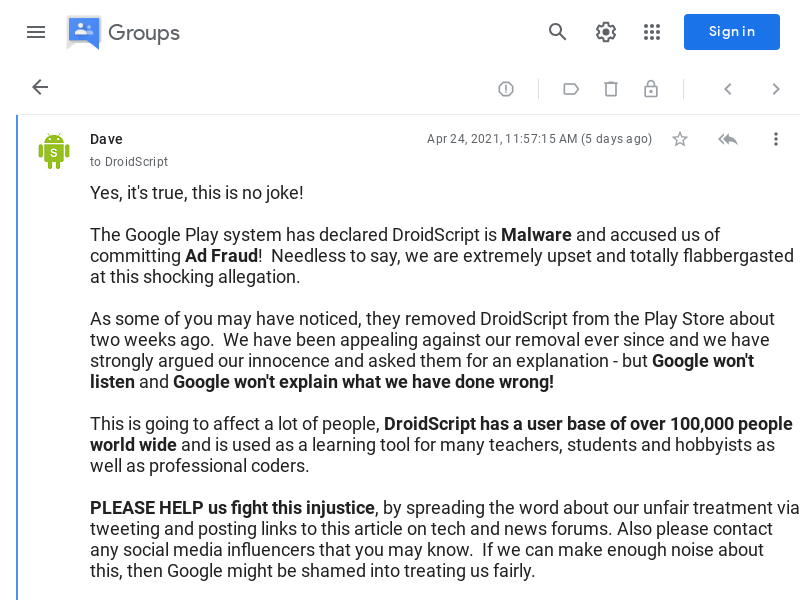 Groups
Sign in
Dave
Apr 24, 2021, 11:57:15 AM (5 days ago)
to DroidScript
S
Yes, it's true, this is no joke!
The Google Play system has declared DroidScript is Malware and accused us of
committing Ad Fraud!  Needless to say, we are extremely upset and totally flabbergasted
at this shocking allegation.
As some of you may have noticed, they removed DroidScript from the Play Store about
two weeks ago.  We have been appealing against our removal ever since and we have
strongly argued our innocence and asked them for an explanation - but Google won't
listen and Google won't explain what we have done wrong!
This is going to affect a lot of people, DroidScript has a user base of over 100,000 people
world wide and is used as a learning tool for many teachers, students and hobbyists as
well as professional coders.
PLEASE HELP us fight this injustice, by spreading the word about our unfair treatment via
tweeting and posting links to this article on tech and news forums. Also please contact
any social media influencers that you may know.  If we can make enough noise about
this, then Google might be shamed into treating us fairly.